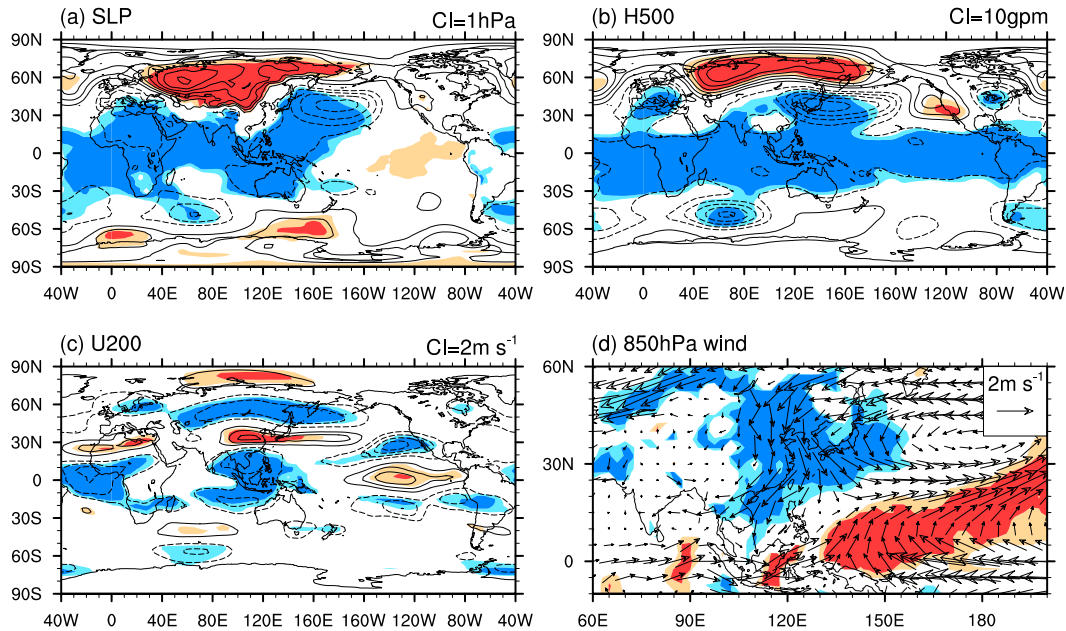 (a) SLP CI=1hPa
90N
60N
30N
0
30S
60S
90S
40W 0 40E 80E 120E 160E 160W 120W 80W 40W
(b) H500 CI=10gpm
90N
60N
30N
0
30S
60S
90S
40W 0 40E 80E 120E 160E 160W 120W 80W 40W
(c) U200 CI=2m s⁻¹
90N
60N
30N
0
30S
60S
90S
40W 0 40E 80E 120E 160E 160W 120W 80W 40W
(d) 850hPa wind
2m s⁻¹
60N
30N
0
60E 90E 120E 150E 180